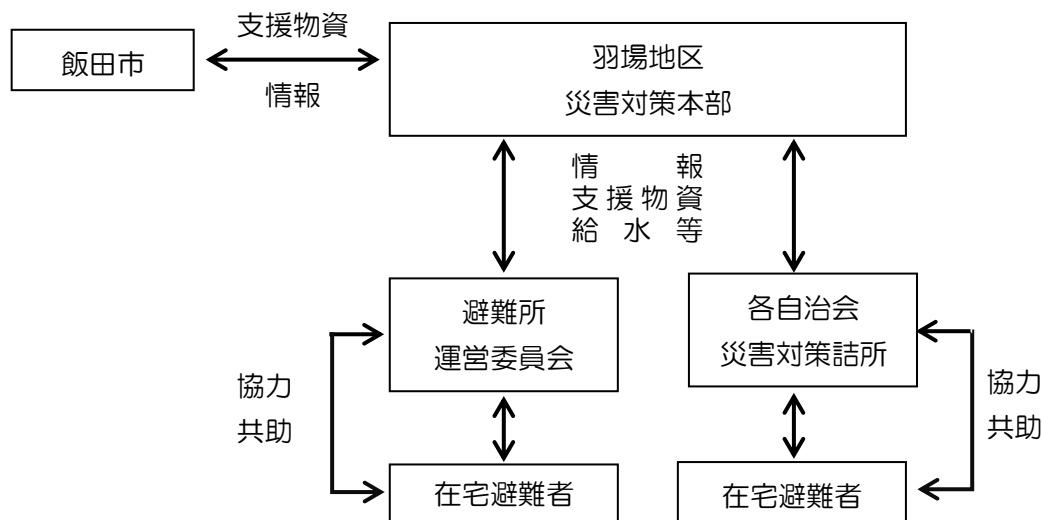 支援物資
飯田市
情報
羽場地区
災害対策本部
情報
支援物資
給水等
避難所
運営委員会
各自治会
災害対策詰所
協力
共助
協力
共助
在宅避難者
在宅避難者